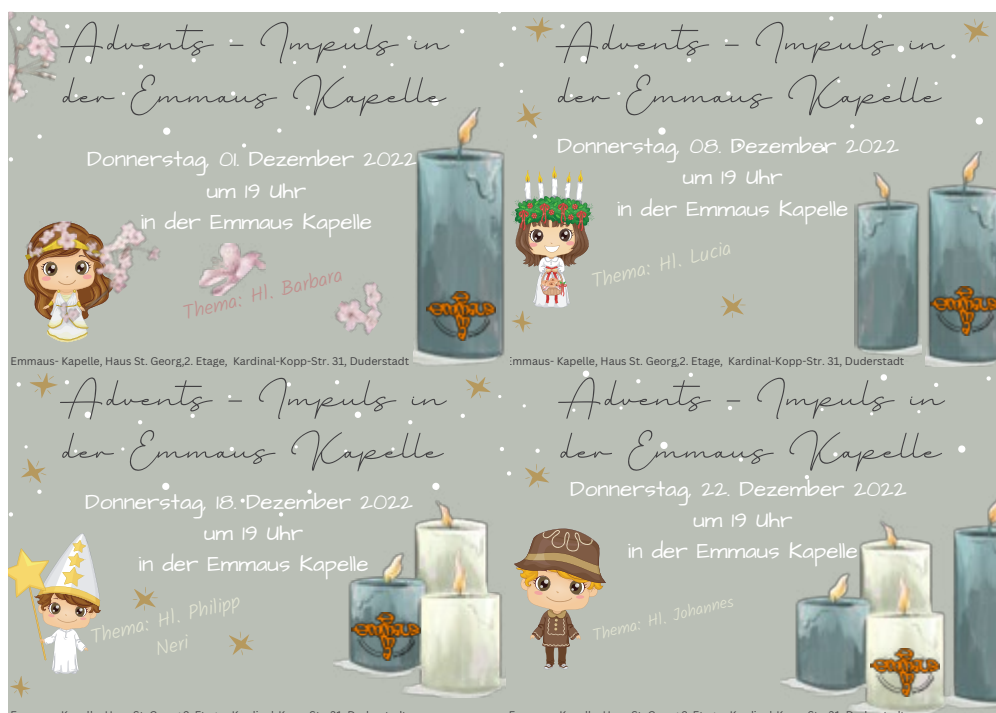 Advents - Impuls in
der Emmaus Kapelle
Donnerstag, 01. Dezember 2022
um 19 Uhr
in der Emmaus Kapelle
Thema: Hl. Barbara
EMMAUS
Emmaus- Kapelle, Haus St. Georg,2. Etage, Kardinal-Kopp-Str. 31, Duderstadt
Advents - Impuls in
der Emmaus Kapelle
Donnerstag, 08. Dezember 2022
um 19 Uhr
in der Emmaus Kapelle
Thema: Hl. Lucia
EMMAUS
Emmaus- Kapelle, Haus St. Georg,2. Etage, Kardinal-Kopp-Str. 31, Duderstadt
Advents - Impuls in
der Emmaus Kapelle
Donnerstag, 18. Dezember 2022
um 19 Uhr
in der Emmaus Kapelle
Thema: Hl. Philipp
Neri
EMMAUS
Advents - Impuls in
der Emmaus Kapelle
Donnerstag, 22. Dezember 2022
um 19 Uhr
in der Emmaus Kapelle
Thema: Hl. Johannes
EMMAUS